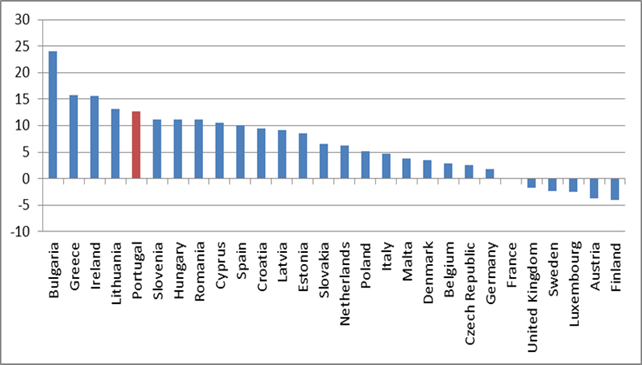 30
25
20
15
10
5
0
-5
-10
Bulgaria
Greece
Ireland
Lithuania
Portugal
Slovenia
Hungary
Romania
Cyprus
Spain
Croatia
Latvia
Estonia
Slovakia
Netherlands
Poland
Italy
Malta
Denmark
Belgium
Czech Republic
Germany
France
United Kingdom
Sweden
Luxembourg
Austria
Finland